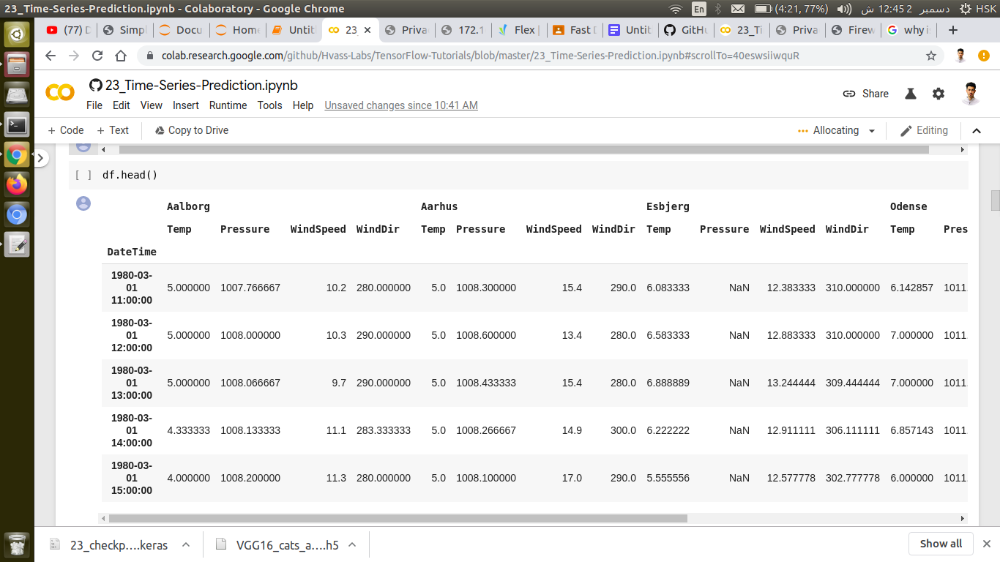 23_Time-Series-Prediction.ipynb - Colaboratory - Google Chrome
En (4:21, 77%) ش 12:45 2 دسمبر HSK
(77) D Simpl Docu Home Untit 23_ Priva 172.1 Flex | Fast D Untit GitHu 23_Ti Priva Firew why i
colab.research.google.com/github/Hvass-Labs/TensorFlow-Tutorials/blob/master/23_Time-Series-Prediction.ipynb#scrollTo=40eswsiiwquR
23_Time-Series-Prediction.ipynb
Share
File Edit View Insert Runtime Tools Help Unsaved changes since 10:41 AM
+ Code + Text Copy to Drive Allocating Editing
[ ] df.head()
Aalborg Aarhus Esbjerg Odense
Temp Pressure WindSpeed WindDir Temp Pressure WindSpeed WindDir Temp Pressure WindSpeed WindDir Temp Pres
DateTime
1980-03-
01
11:00:00 5.000000 1007.766667 10.2 280.000000 5.0 1008.300000 15.4 290.0 6.083333 NaN 12.383333 310.000000 6.142857 1011.
1980-03-
01
12:00:00 5.000000 1008.000000 10.3 290.000000 5.0 1008.600000 13.4 280.0 6.583333 NaN 12.883333 310.000000 7.000000 1011.
1980-03-
01
13:00:00 5.000000 1008.066667 9.7 290.000000 5.0 1008.433333 15.4 280.0 6.888889 NaN 13.244444 309.444444 7.000000 1011.
1980-03-
01
14:00:00 4.333333 1008.133333 11.1 283.333333 5.0 1008.266667 14.9 300.0 6.222222 NaN 12.911111 306.111111 6.857143 1011.
1980-03-
01
15:00:00 4.000000 1008.200000 11.3 280.000000 5.0 1008.100000 17.0 290.0 5.555556 NaN 12.577778 302.777778 6.000000 1011.
23_checkp....keras VGG16_cats_a....h5 Show all